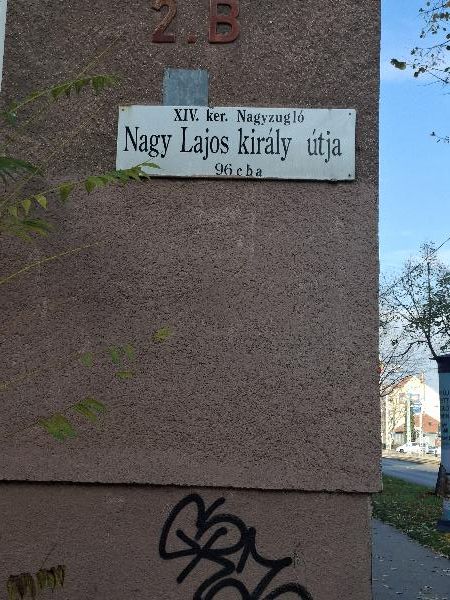 2.B
XIV. ker. Nagyzugló
Nagy Lajos király útja
96 c b a